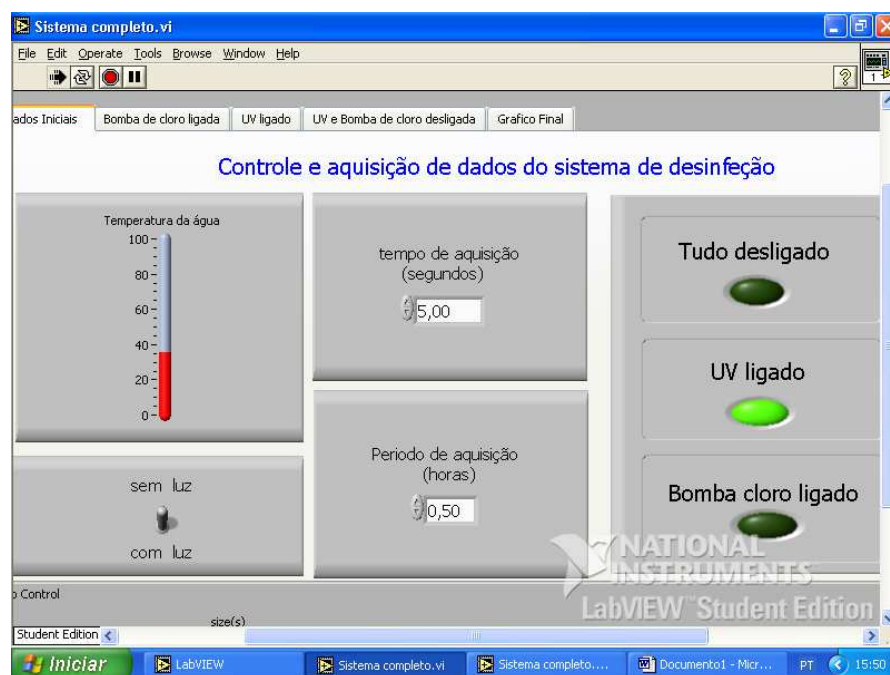 Sistema completo.vi
File Edit Operate Tools Browse Window Help
1
ados Iniciais
Bomba de cloro ligada
UV ligado
UV e Bomba de cloro desligada
Grafico Final
Controle e aquisição de dados do sistema de desinfeção
Temperatura da água
100
80
60
40
20
0
sem luz
com luz
tempo de aquisição
(segundos)
5,00
Periodo de aquisição
(horas)
0,50
Tudo desligado
UV ligado
Bomba cloro ligado
NATIONAL
INSTRUMENTS
LabVIEW™ Student Edition
Control
size(s)
Student Edition
Iniciar
LabVIEW
Sistema completo.vi
Sistema completo....
Documento1 - Micr...
PT
15:50